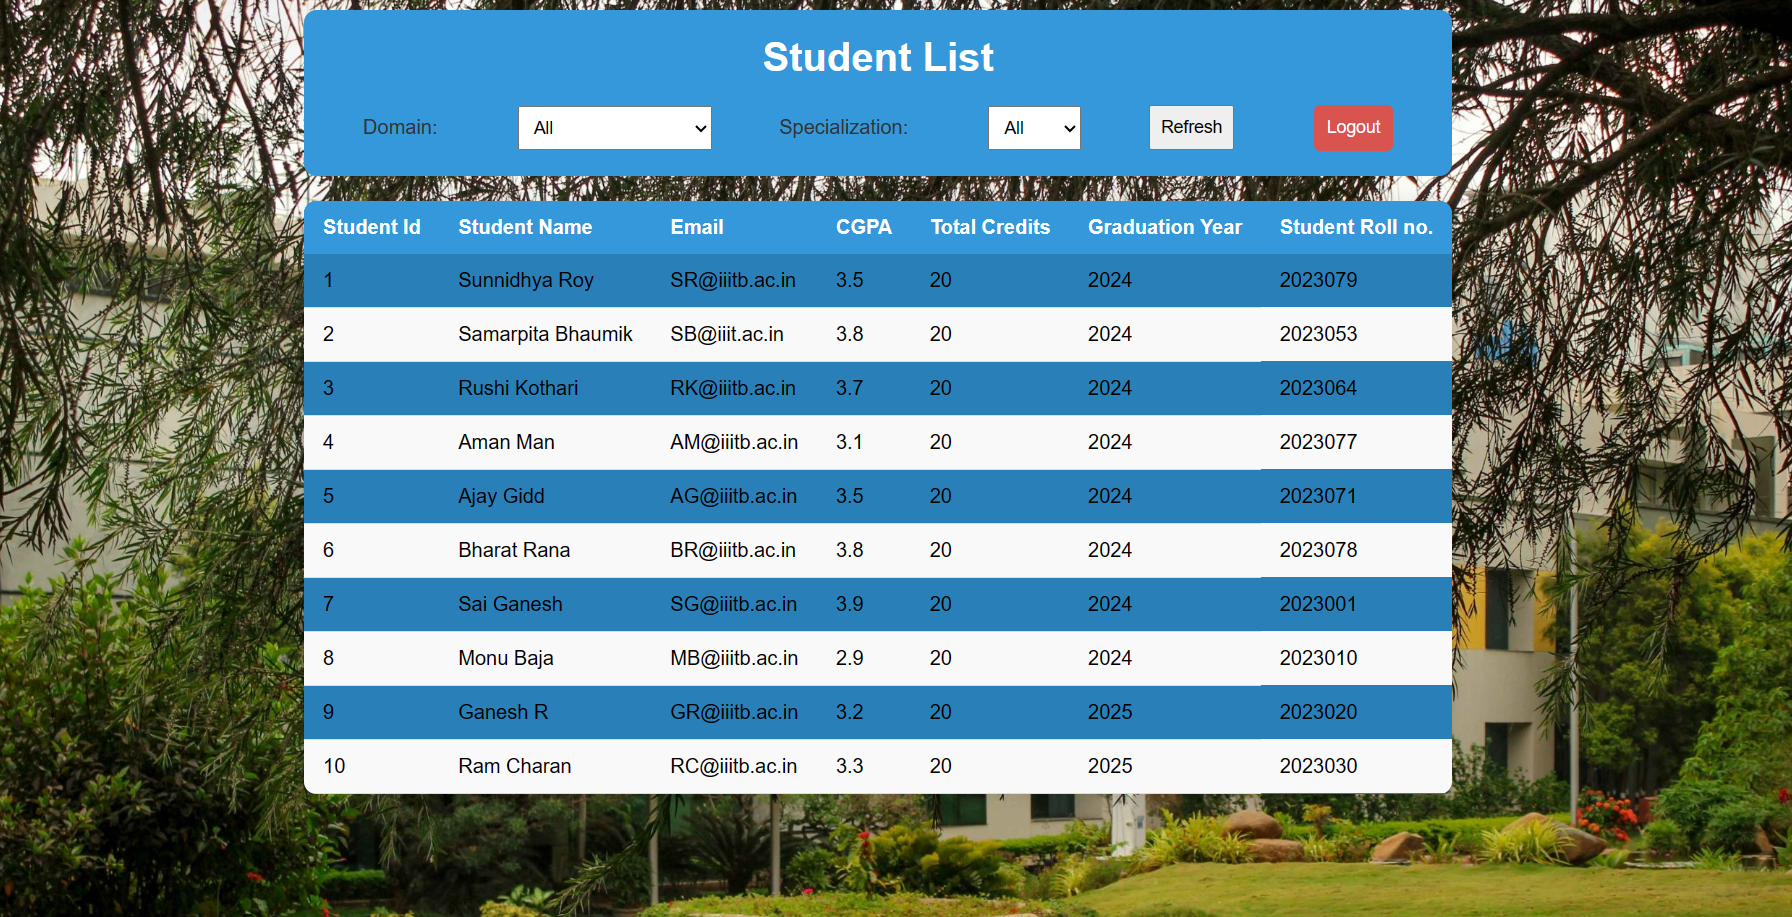 Student List
Domain: All Specialization: All Refresh Logout
Student Id Student Name Email CGPA Total Credits Graduation Year Student Roll no.
1 Sunnidhya Roy SR@iiitb.ac.in 3.5 20 2024 2023079
2 Samarpita Bhaumik SB@iiit.ac.in 3.8 20 2024 2023053
3 Rushi Kothari RK@iiitb.ac.in 3.7 20 2024 2023064
4 Aman Man AM@iiitb.ac.in 3.1 20 2024 2023077
5 Ajay Gidd AG@iiitb.ac.in 3.5 20 2024 2023071
6 Bharat Rana BR@iiitb.ac.in 3.8 20 2024 2023078
7 Sai Ganesh SG@iiitb.ac.in 3.9 20 2024 2023001
8 Monu Baja MB@iiitb.ac.in 2.9 20 2024 2023010
9 Ganesh R GR@iiitb.ac.in 3.2 20 2025 2023020
10 Ram Charan RC@iiitb.ac.in 3.3 20 2025 2023030